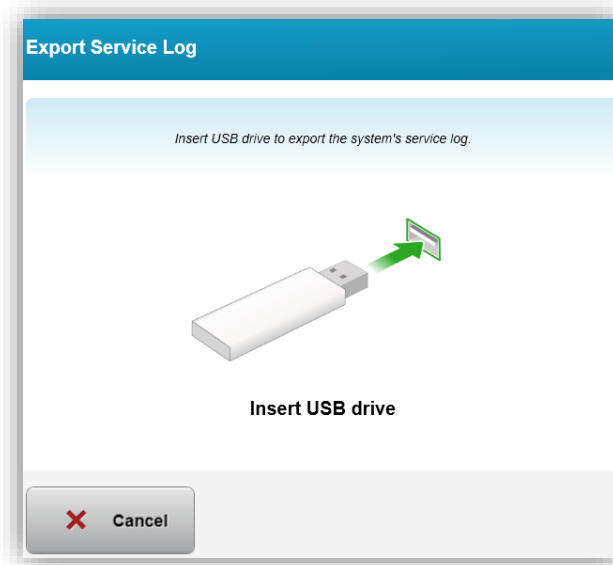 Export Service Log
Insert USB drive to export the system's service log.
Insert USB drive
Cancel